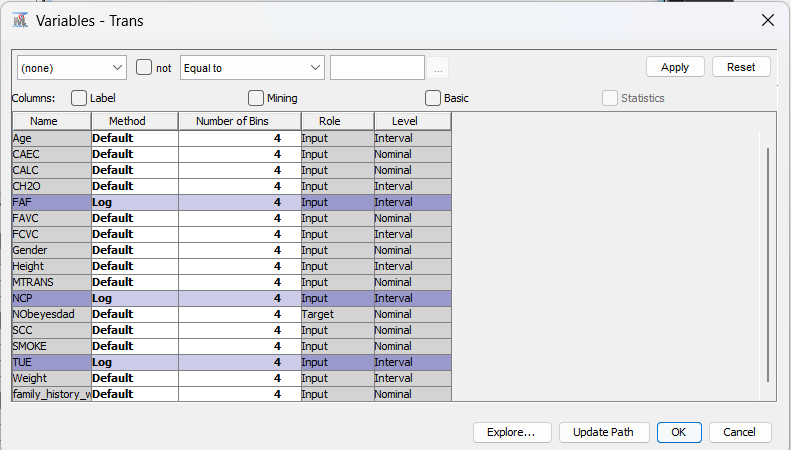 Variables - Trans
(none) not Equal to ... Apply Reset
Columns: Label Mining Basic Statistics
Name Method Number of Bins Role Level
Age Default 4 Input Interval
CAEC Default 4 Input Nominal
CALC Default 4 Input Nominal
CH2O Default 4 Input Interval
FAF Log 4 Input Interval
FAVC Default 4 Input Nominal
FCVC Default 4 Input Interval
Gender Default 4 Input Nominal
Height Default 4 Input Interval
MTRANS Default 4 Input Nominal
NCP Log 4 Input Interval
NObeyesdad Default 4 Target Nominal
SCC Default 4 Input Nominal
SMOKE Default 4 Input Nominal
TUE Log 4 Input Interval
Weight Default 4 Input Interval
family_history_w Default 4 Input Nominal
Explore... Update Path OK Cancel